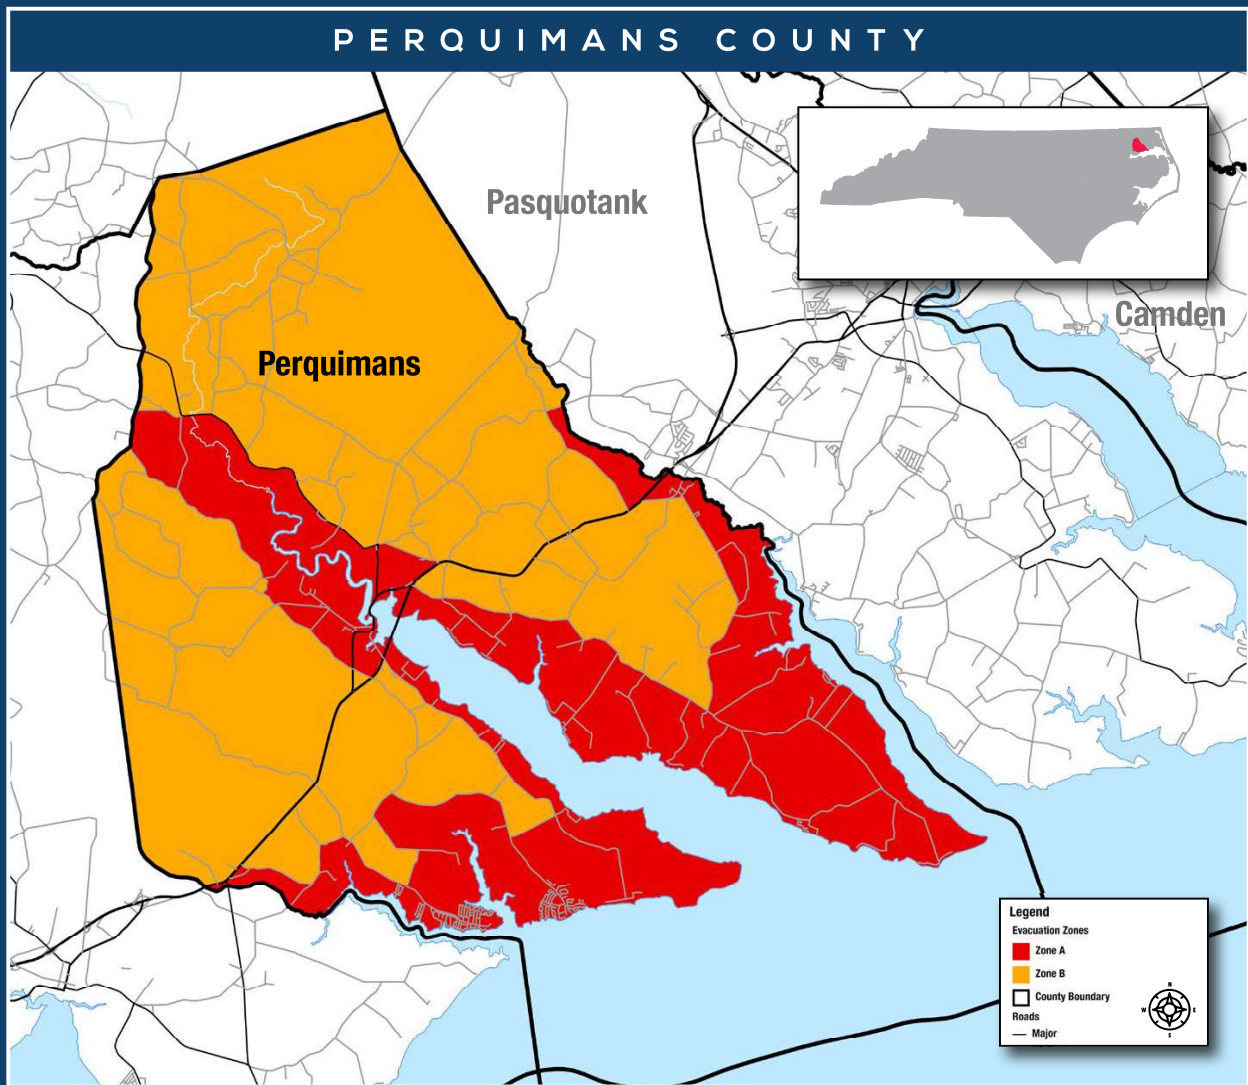 PERQUIMANS COUNTY
Pasquotank
Camden
Perquimans
Legend
Evacuation Zones
Zone A
Zone B
County Boundary
Roads
Major
N
W
E
S